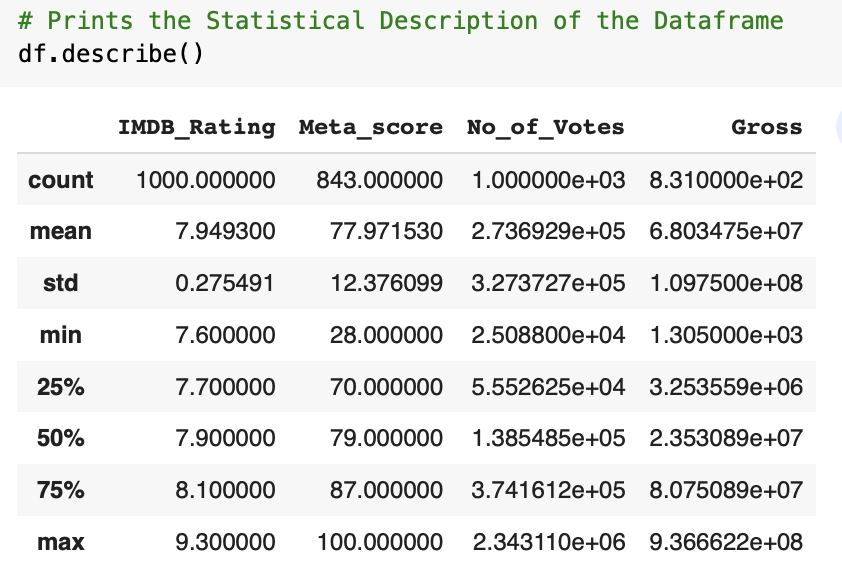 # Prints the Statistical Description of the Dataframe
df.describe()
IMDB_Rating Meta_score No_of_Votes Gross
count 1000.000000 843.000000 1.000000e+03 8.310000e+02
mean 7.949300 77.971530 2.736929e+05 6.803475e+07
std 0.275491 12.376099 3.273727e+05 1.097500e+08
min 7.600000 28.000000 2.508800e+04 1.305000e+03
25% 7.700000 70.000000 5.552625e+04 3.253559e+06
50% 7.900000 79.000000 1.385485e+05 2.353089e+07
75% 8.100000 87.000000 3.741612e+05 8.075089e+07
max 9.300000 100.000000 2.343110e+06 9.366622e+08